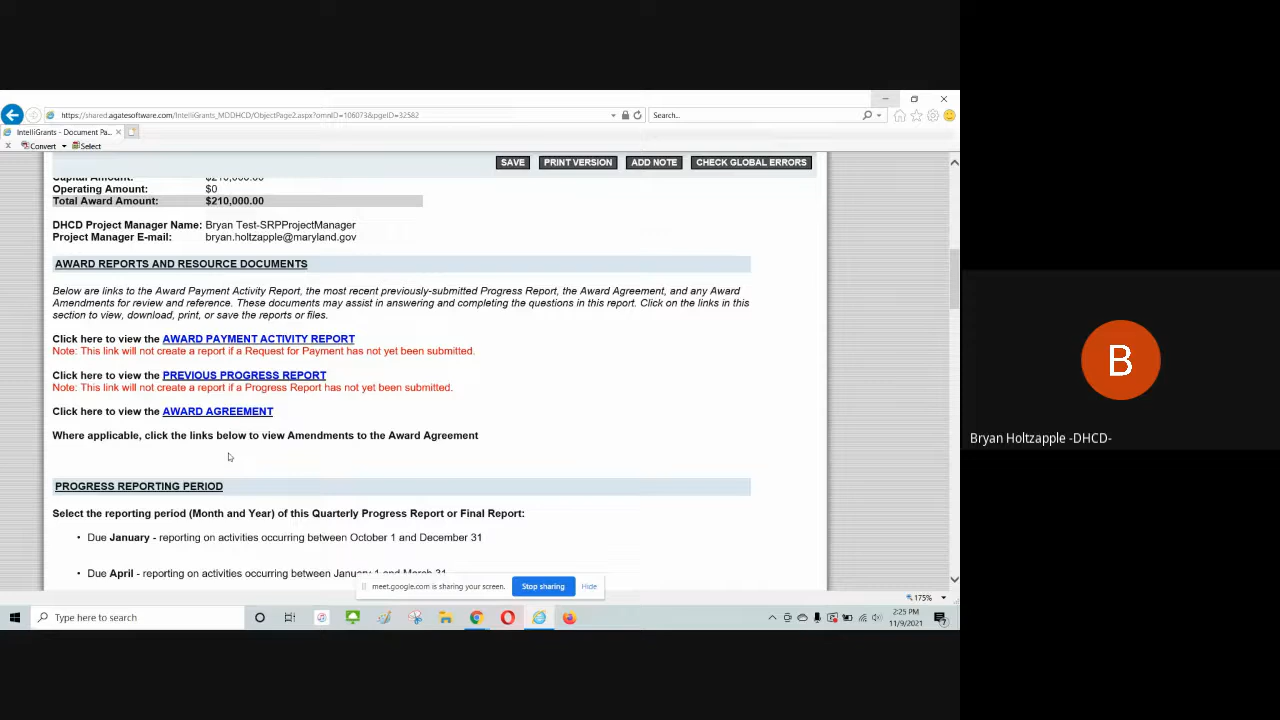 https://shared.agatesoftware.com/IntelliGrants_MDDHCD/ObjectPage2.aspx?omnID=106073&pgeID=32582
Search...
IntelliGrants - Document Pa...
Convert
Select
SAVE
PRINT VERSION
ADD NOTE
CHECK GLOBAL ERRORS
Capital Amount: $210,000.00
Operating Amount: $0
Total Award Amount: $210,000.00
DHCD Project Manager Name: Bryan Test-SRPProjectManager
Project Manager E-mail: bryan.holtzapple@maryland.gov
AWARD REPORTS AND RESOURCE DOCUMENTS
Below are links to the Award Payment Activity Report, the most recent previously-submitted Progress Report, the Award Agreement, and any Award
Amendments for review and reference. These documents may assist in answering and completing the questions in this report. Click on the links in this
section to view, download, print, or save the reports or files.
Click here to view the AWARD PAYMENT ACTIVITY REPORT
Note: This link will not create a report if a Request for Payment has not yet been submitted.
Click here to view the PREVIOUS PROGRESS REPORT
Note: This link will not create a report if a Progress Report has not yet been submitted.
Click here to view the AWARD AGREEMENT
Where applicable, click the links below to view Amendments to the Award Agreement
PROGRESS REPORTING PERIOD
Select the reporting period (Month and Year) of this Quarterly Progress Report or Final Report:
• Due January - reporting on activities occurring between October 1 and December 31
• Due April - reporting on activities occurring between January 1 and March 31
meet.google.com is sharing your screen.
Stop sharing
Hide
175%
Type here to search
2:25 PM
11/9/2021
B
Bryan Holtzapple -DHCD-